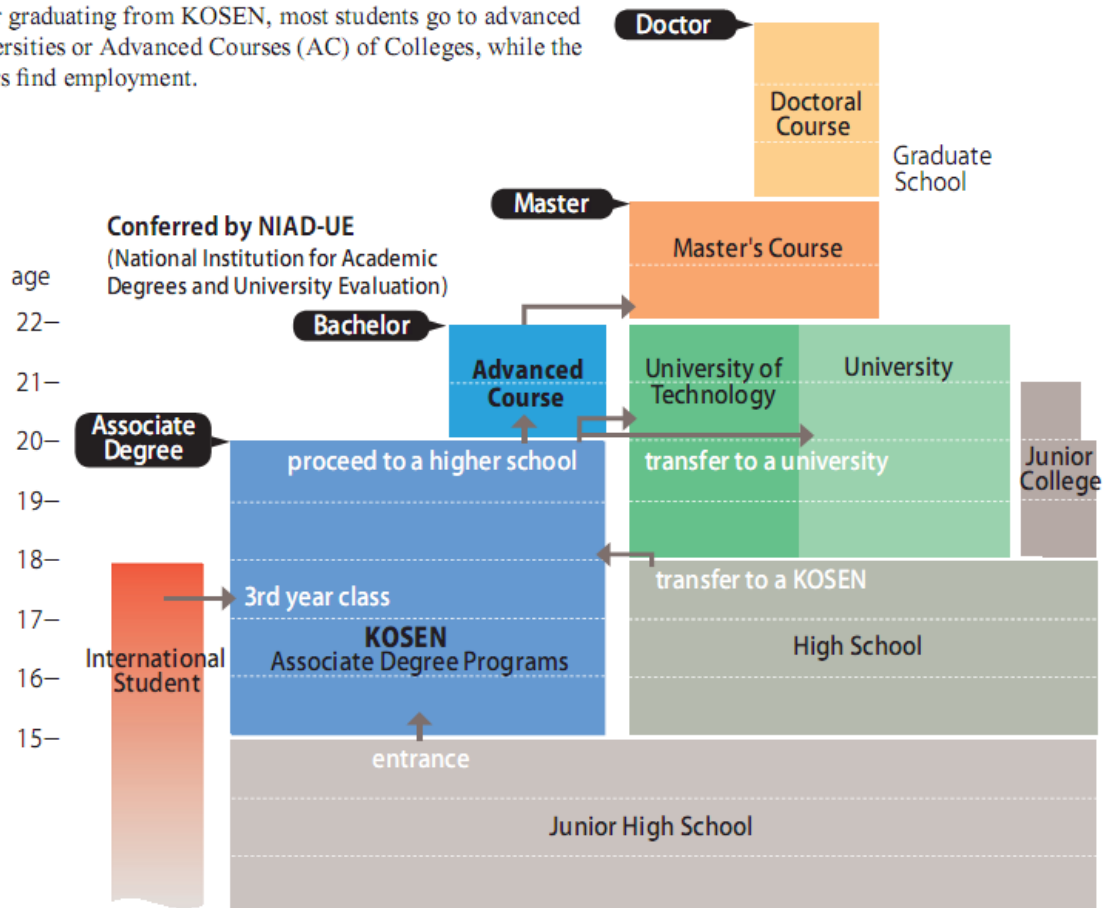 graduating from KOSEN, most students go to advanced
or Advanced Courses (AC) of Colleges, while the
find employment.
Doctor
Doctoral
Course
Graduate
School
Master
Master's Course
Conferred by NIAD-UE
(National Institution for Academic
Degrees and University Evaluation)
age
22
Bachelor
Advanced
Course
University of
Technology
University
21
Associate
Degree
20
proceed to a higher school
transfer to a university
Junior
College
19
18
transfer to a KOSEN
3rd year class
17
KOSEN
Associate Degree Programs
High School
International
Student
16
15
entrance
Junior High School